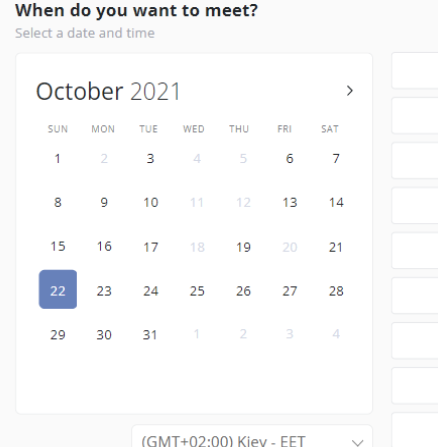 When do you want to meet?
Select a date and time
October 2021 >
SUN MON TUE WED THU FRI SAT
1 2 3 4 5 6 7
8 9 10 11 12 13 14
15 16 17 18 19 20 21
22 23 24 25 26 27 28
29 30 31 1 2 3 4
(GMT+02:00) Kiev - EET